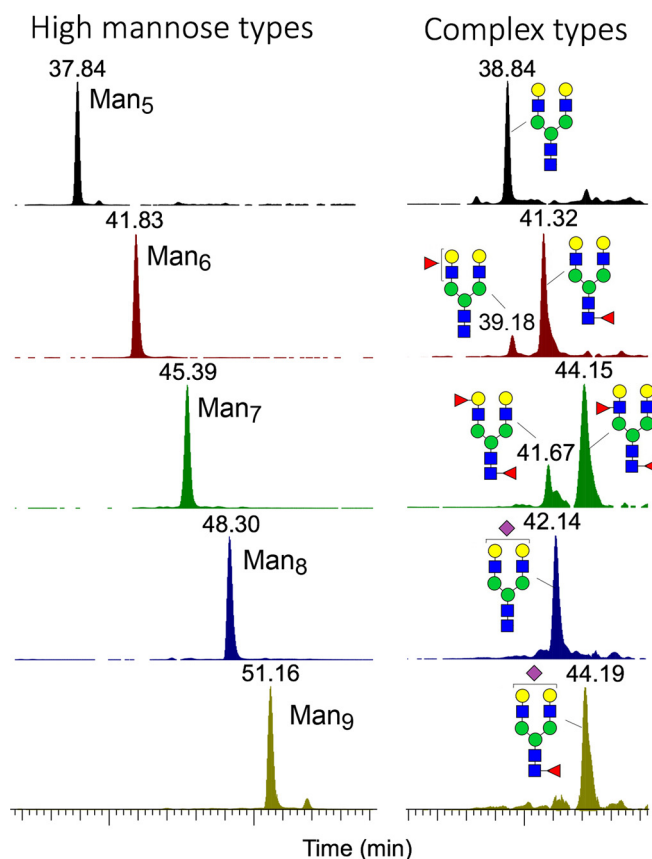 High mannose types
37.84
Man5
41.83
Man6
45.39
Man7
48.30
Man8
51.16
Man9
Complex types
38.84
41.32
39.18
44.15
41.67
42.14
44.19
Time (min)